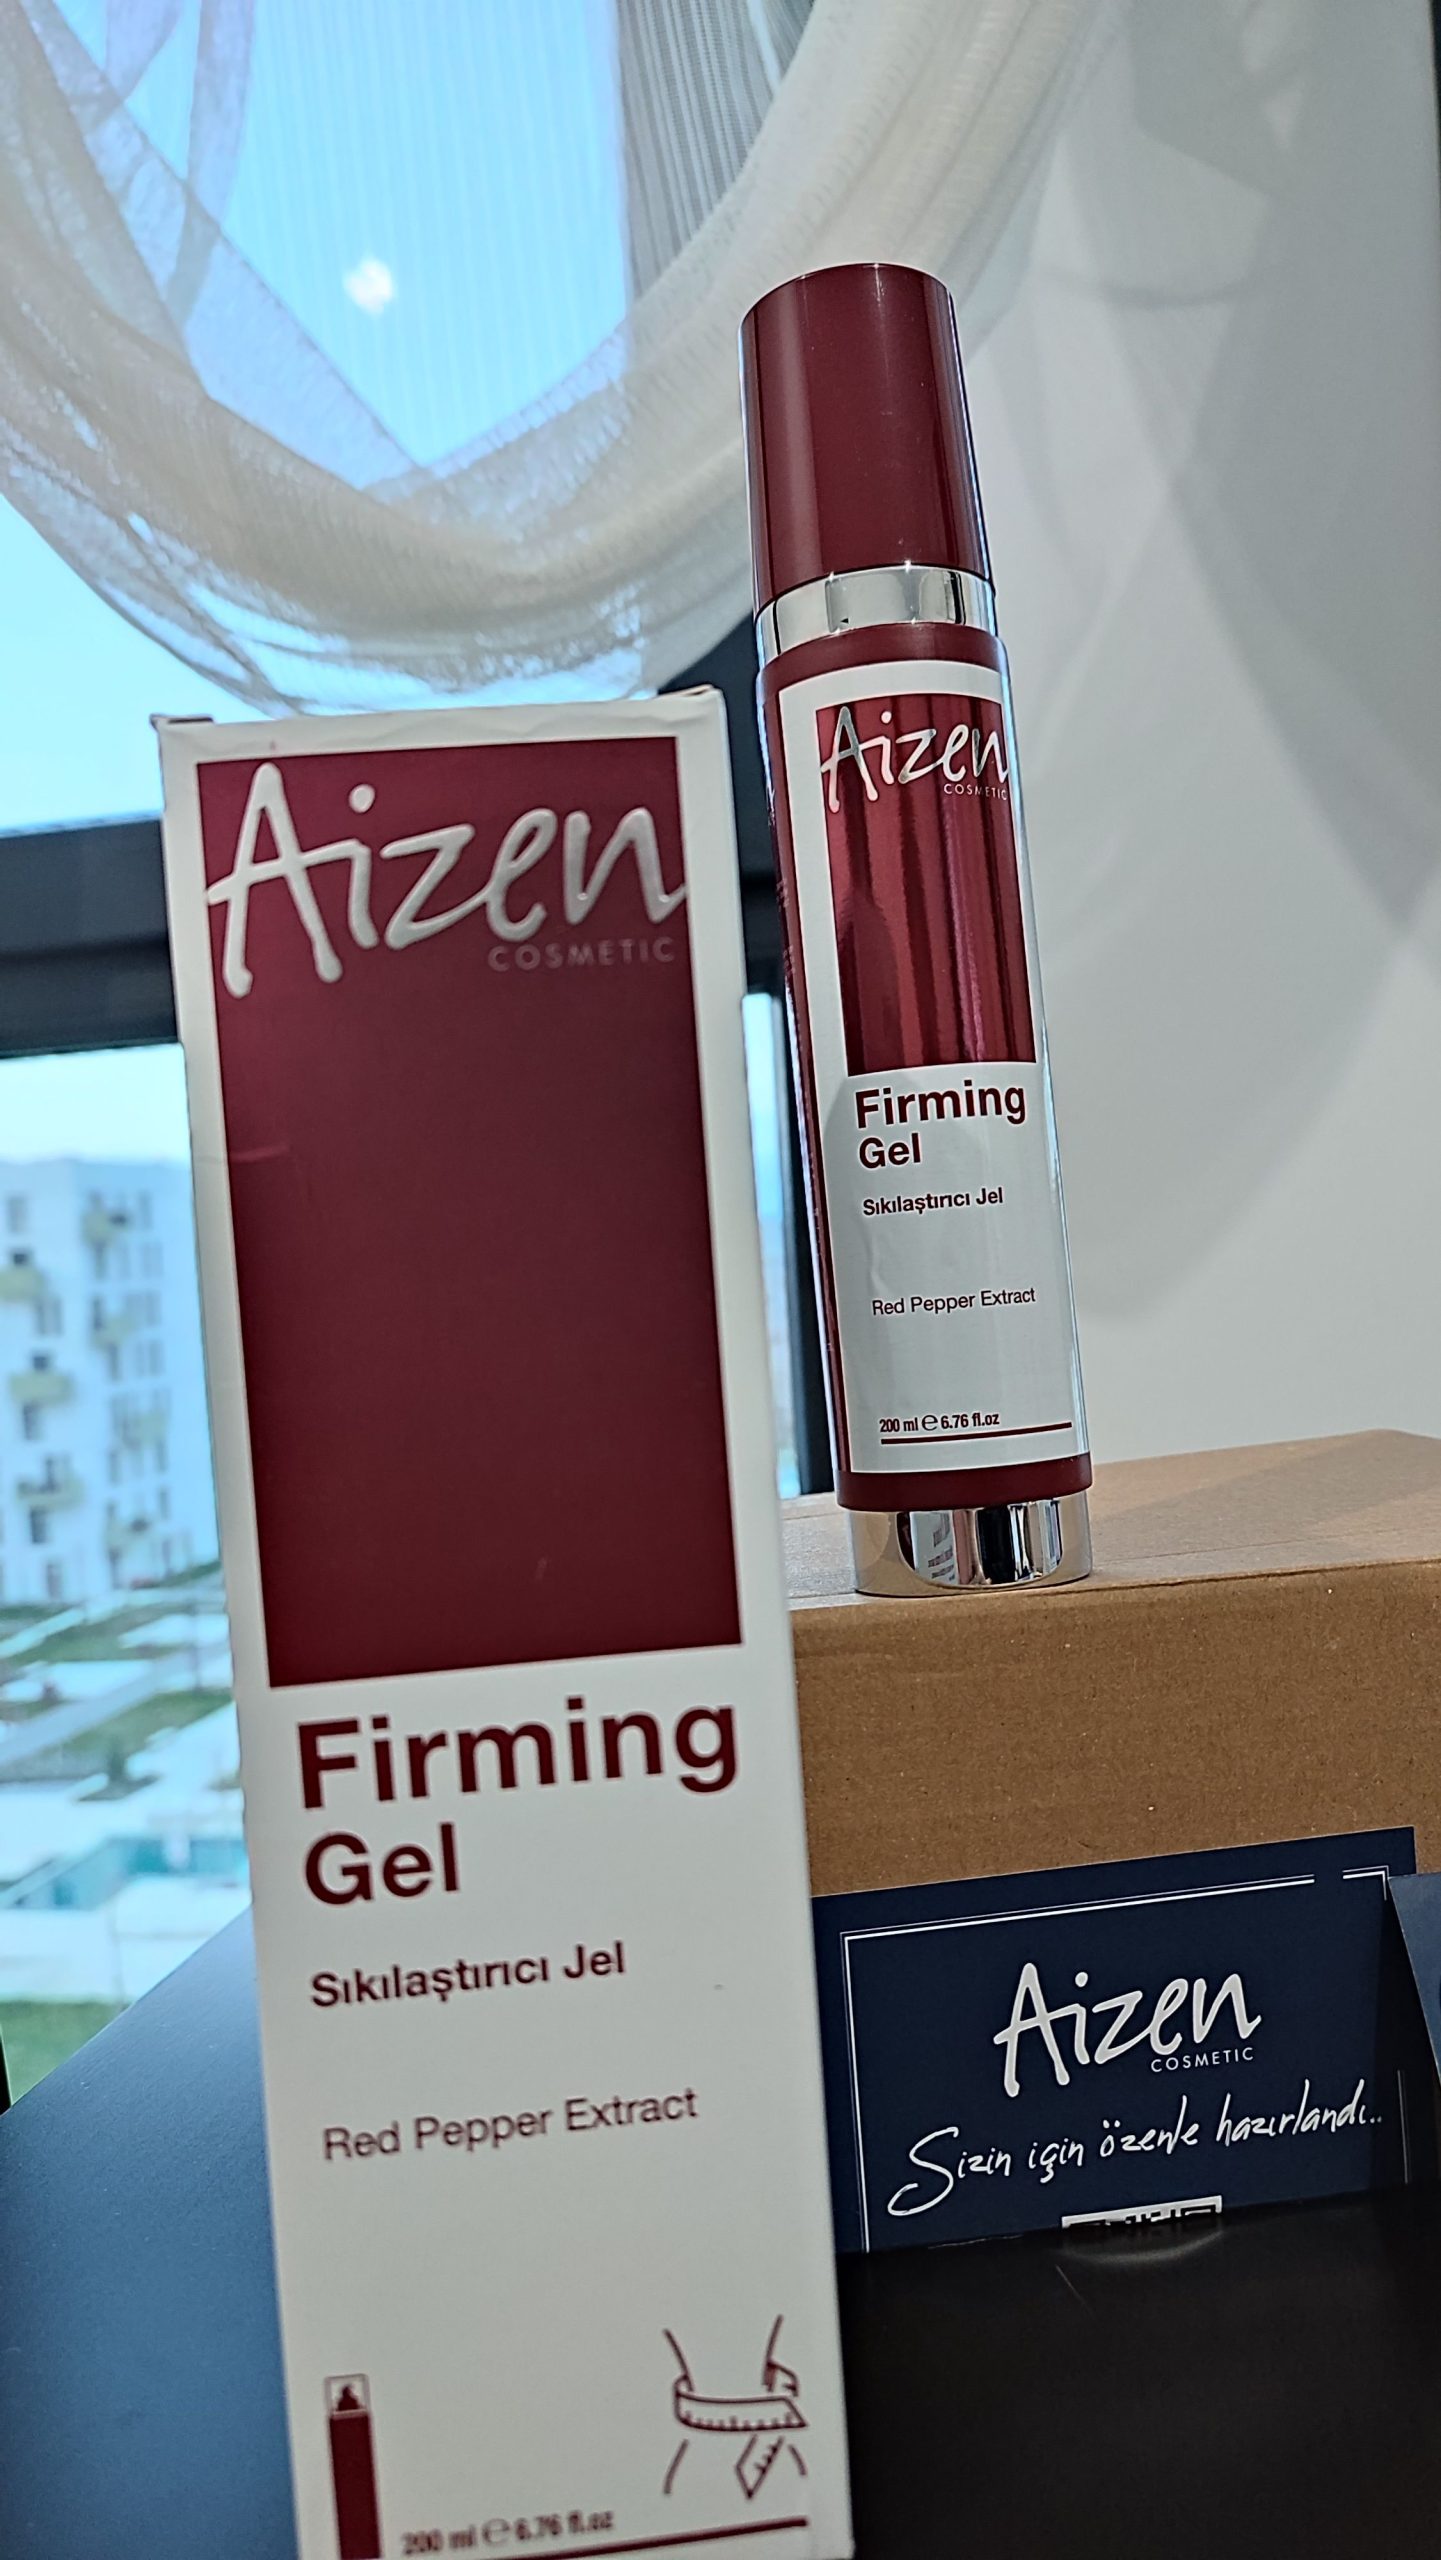 Aizen
COSMETIC
Firming
Gel
Sıkılaştırıcı Jel
Red Pepper Extract
200 ml e 6.76 fl.oz
Aizen
COSMETIC
Firming
Gel
Sıkılaştırıcı Jel
Red Pepper Extract
200 ml ℮ 6.76 fl.oz
Aizen
COSMETIC
Sizin için özenle hazırlandı..